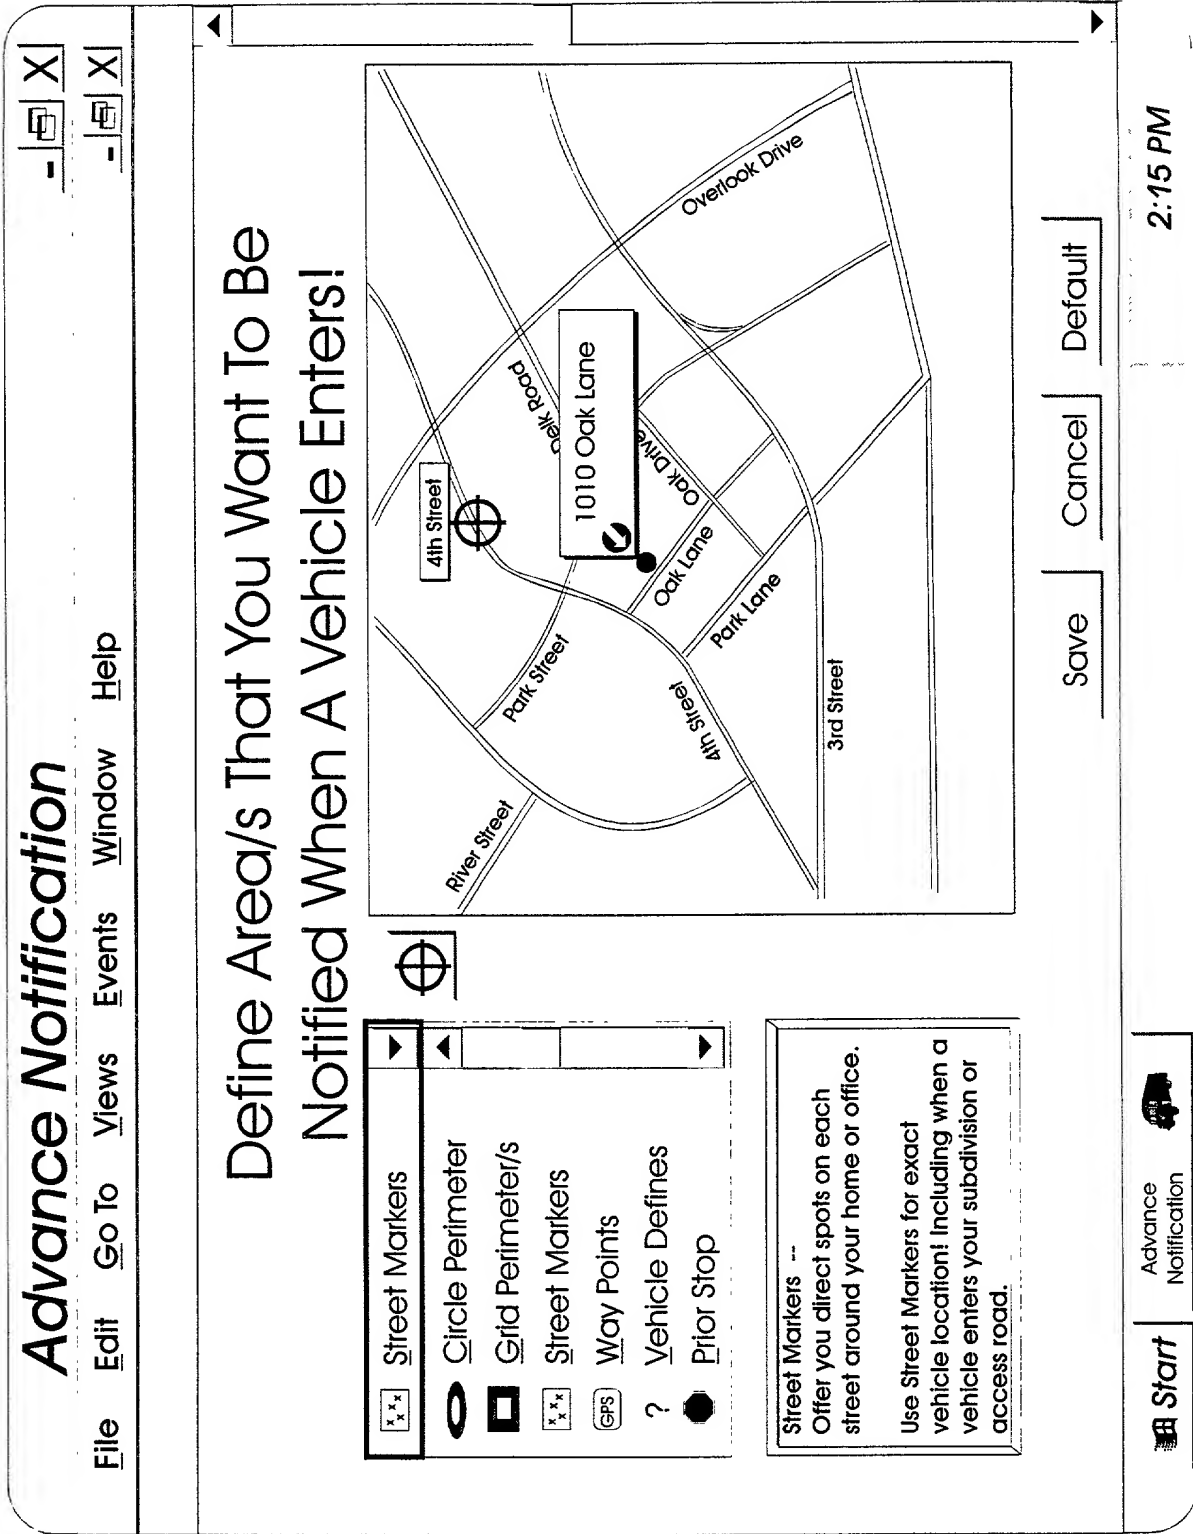 Advance Notification
File Edit Go To Views Events Window Help
Define Area/s That You Want To Be
Notified When A Vehicle Enters!
Street Markers
Circle Perimeter
Grid Perimeter/s
Street Markers
GPS Way Points
? Vehicle Defines
Prior Stop
Street Markers --
Offer you direct spots on each
street around your home or office.
Use Street Markers for exact
vehicle location! Including when a
vehicle enters your subdivision or
access road.
River Street
Park Street
4th Street
4th Street
3rd Street
Park Lane
Oak Lane
Oak Drive
1010 Oak Lane
Delk Road
Overlook Drive
Save Cancel Default
Start
Advance
Notification
2:15 PM